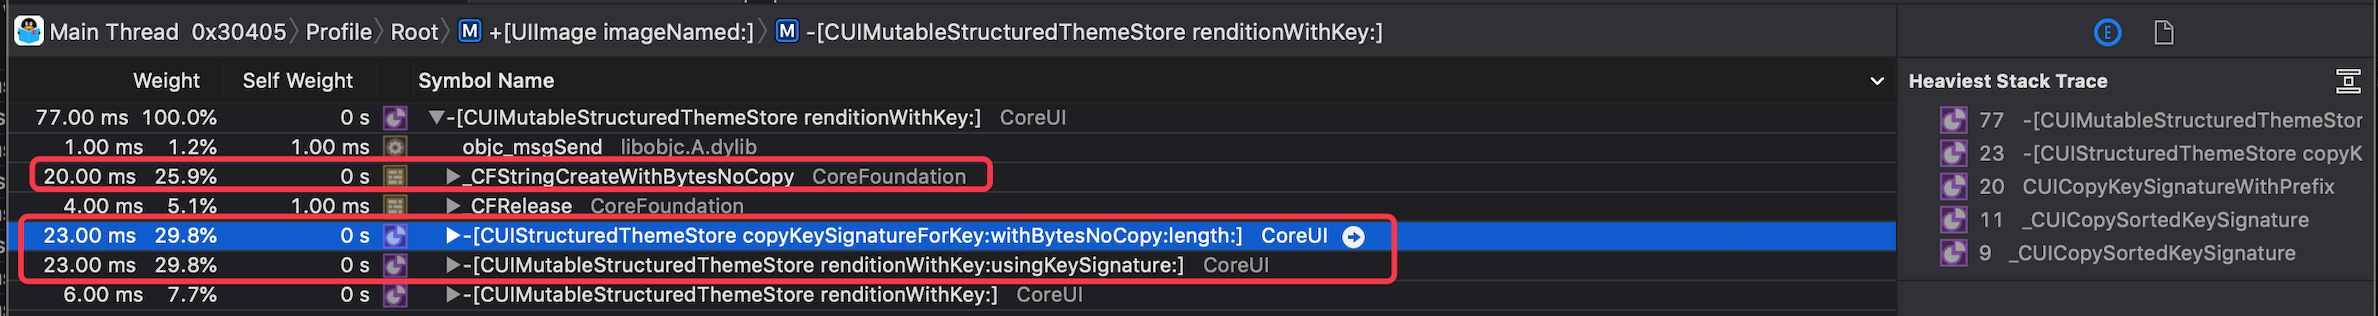 Main Thread 0x30405 〉 Profile 〉 Root 〉 M +[UIImage imageNamed:] 〉 M -[CUIMutableStructuredThemeStore renditionWithKey:]
Weight Self Weight Symbol Name
77.00 ms 100.0% 0 s -[CUIMutableStructuredThemeStore renditionWithKey:] CoreUI
1.00 ms 1.2% 1.00 ms objc_msgSend libobjc.A.dylib
20.00 ms 25.9% 0 s _CFStringCreateWithBytesNoCopy CoreFoundation
4.00 ms 5.1% 1.00 ms _CFRelease CoreFoundation
23.00 ms 29.8% 0 s -[CUIStructuredThemeStore copyKeySignatureForKey:withBytesNoCopy:length:] CoreUI
23.00 ms 29.8% 0 s -[CUIMutableStructuredThemeStore renditionWithKey:usingKeySignature:] CoreUI
6.00 ms 7.7% 0 s -[CUIMutableStructuredThemeStore renditionWithKey:] CoreUI
E
Heaviest Stack Trace
77 -[CUIMutableStructuredThemeStor
23 -[CUIStructuredThemeStore copyK
20 CUICopyKeySignatureWithPrefix
11 _CUICopySortedKeySignature
9 _CUICopySortedKeySignature